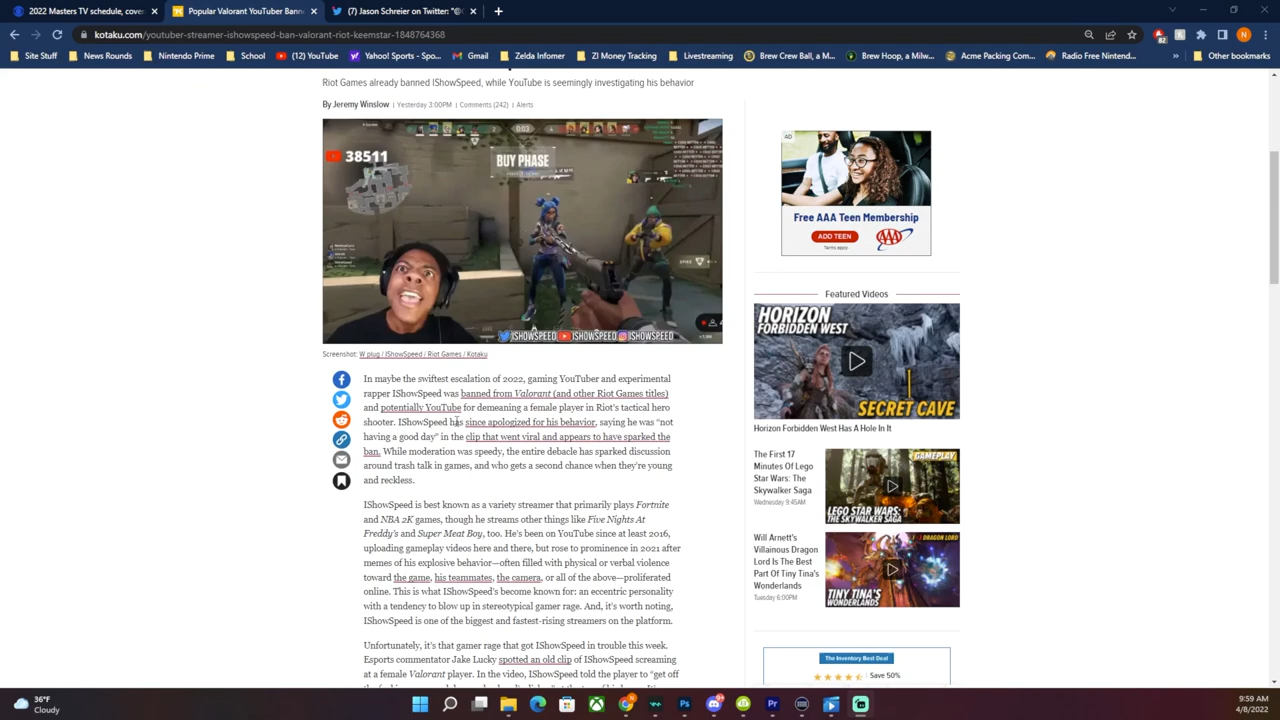 2022 Masters TV schedule, cove
Popular Valorant YouTuber Bann
Riot Games on Twitter: "@
kotaku.com/youtuber-streamer-ishowspeed-ban-valorant-riot-keemstar-1848764368
Site Stuff
News Rouses
Nintendo Prime
School
(12) YouTube
Yahoo! Sports - Spo...
Gmail
Zelda Infomer
ZI Money Tracking
Livestreaming
Brew Crew Ball, a M...
Brew Hoop, a Milw...
Acme Packing Comp...
Radio Free Nintend...
Other bookmarks
Riot Games already banned IShowSpeed, while YouTube is seemingly investigating his behavior
By Jeremy Winslow | Yesterday 3:00PM | Comments (242) | Alerts
0:03
38511
BUY PHASE
ISHOWSPEED ISHOWSPEED ISHOWSPEED
Screenshot: W plug / IShowSpeed / Riot Games / Kotaku
In maybe the swiftest escalation of 2022, gaming YouTuber and experimental
rapper IShowSpeed was banned from Valorant (and other Riot Games titles)
and potentially YouTube for demeaning a female player in Riot's tactical hero
shooter. IShowSpeed has since apologized for his behavior, saying he was "not
having a good day" in the clip that went viral and appears to have sparked the
ban. While moderation was speedy, the entire debacle has sparked discussion
around trash talk in games, and who gets a second chance when they're young
and reckless.
IShowSpeed is best known as a variety streamer that primarily plays Fortnite
and NBA 2K games, though he streams other things like Five Nights At
Freddy's and Super Meat Boy, too. He's been on YouTube since at least 2016,
uploading gameplay videos here and there, but rose to prominence in 2021 after
memes of his explosive behavior—often filled with physical or verbal violence
toward the game, his teammates, the camera, or all of the above—proliferated
online. This is what IShowSpeed's become known for: an eccentric personality
with a tendency to blow up in stereotypical gamer rage. And, it's worth noting,
IShowSpeed is one of the biggest and fastest-rising streamers on the platform.
Unfortunately, it's that gamer rage that got IShowSpeed in trouble this week.
Esports commentator Jake Lucky spotted an old clip of IShowSpeed screaming
at a female Valorant player. In the video, IShowSpeed told the player to "get off
AD
Free AAA Teen Membership
ADD TEEN
AAA
Terms apply
Featured Videos
HORIZON
FORBIDDEN WEST
SECRET CAVE
Horizon Forbidden West Has A Hole In It
The First 17
Minutes Of Lego
Star Wars: The
Skywalker Saga
Wednesday 9:45AM
GAMEPLAY
LEGO STAR WARS:
THE SKYWALKER SAGA
Will Arnett's
Villainous Dragon
Lord Is The Best
Part Of Tiny Tina's
Wonderlands
Tuesday 6:00PM
DRAGON LORD
TINY TINA'S
WONDERLANDS
The Inventory Best Deal
Save 50%
36°F
Cloudy
9:59 AM
4/8/2022